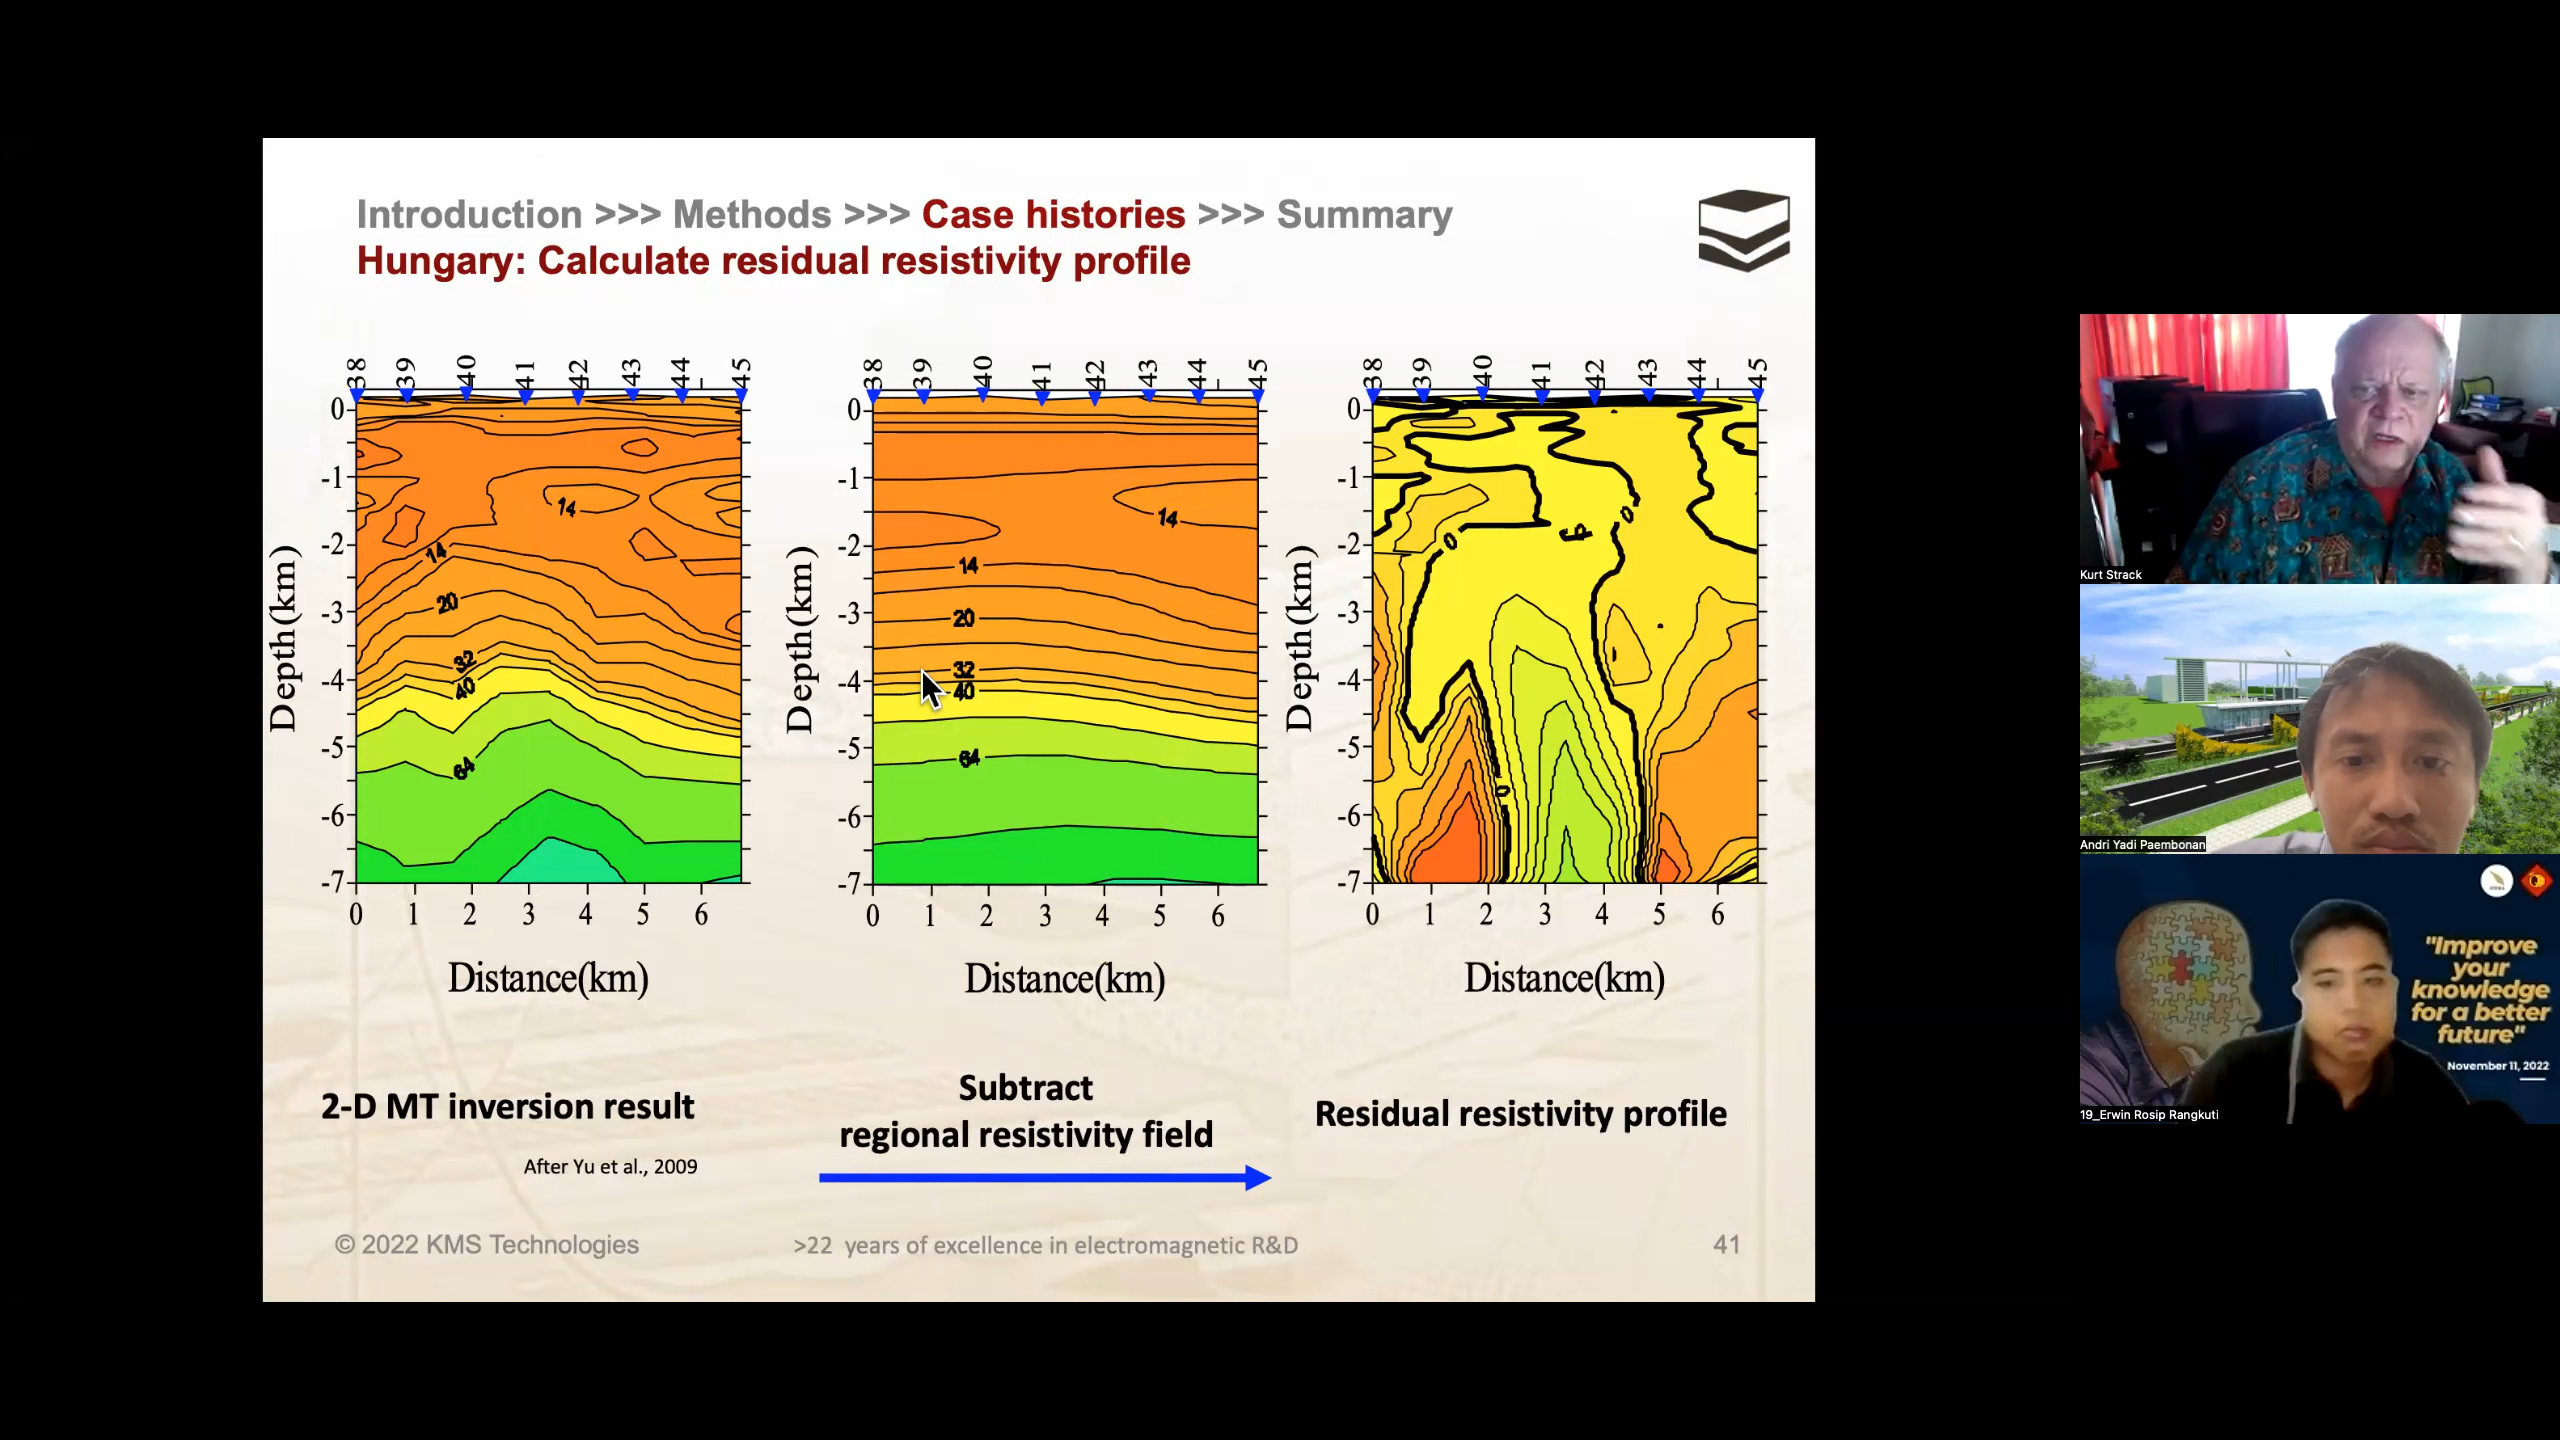 Introduction >>> Methods >>> Case histories >>> Summary
Hungary: Calculate residual resistivity profile
38 39 40 41 42 43 44 45
0
-1
-2
-3
-4
-5
-6
-7
Depth(km)
14
14
20
32
40
64
0 1 2 3 4 5 6
Distance(km)
38 39 40 41 42 43 44 45
0
-1
-2
-3
-4
-5
-6
-7
Depth(km)
14
14
20
32
40
64
0 1 2 3 4 5 6
Distance(km)
38 39 40 41 42 43 44 45
0
-1
-2
-3
-4
-5
-6
-7
Depth(km)
0
0
0
0 1 2 3 4 5 6
Distance(km)
2-D MT inversion result
After Yu et al., 2009
Subtract
regional resistivity field
Residual resistivity profile
© 2022 KMS Technologies
>22 years of excellence in electromagnetic R&D
41
Kurt Strack
Andri Yadi Paembonan
"Improve
your
knowledge
for a better
future"
November 11, 2022
19_Erwin Rosip Rangkuti